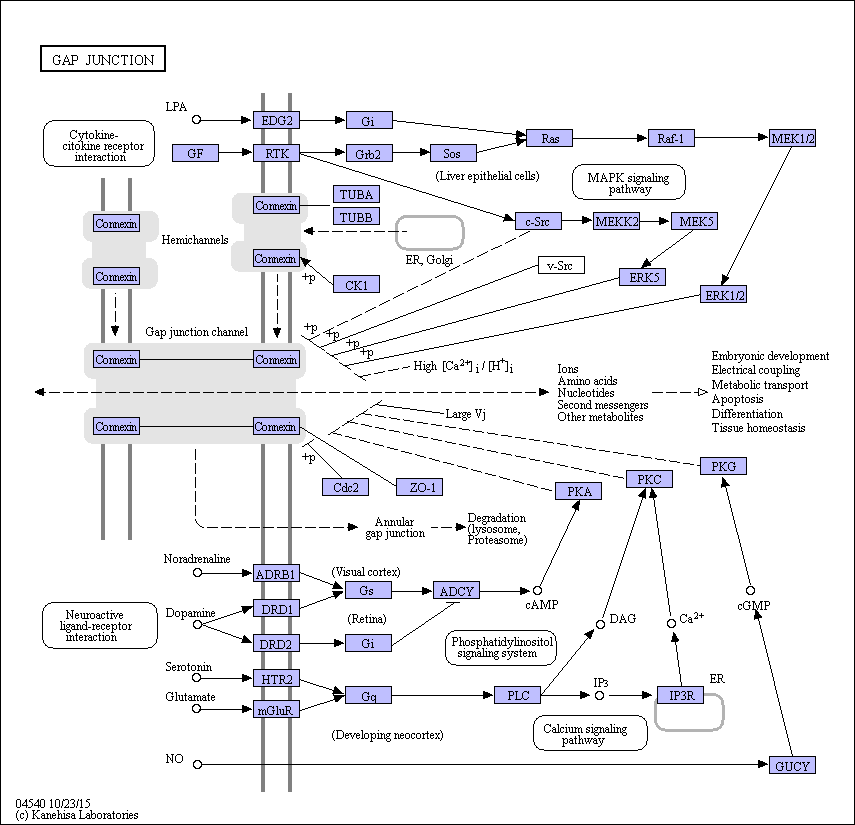 GAP JUNCTION
LPA
EDG2
Gi
Cytokine-
citokine receptor
interaction
GF
RTK
Grb2
Sos
Ras
Raf-1
MEK1/2
(Liver epithelial cells)
MAPK signaling
pathway
Connexin
Connexin
TUBA
TUBB
c-Src
MEKK2
MEK5
Hemichannels
ER, Golgi
Connexin
Connexin
+p
CK1
v-Src
ERK5
ERK1/2
Gap junction channel
+p
+p
+p
+p
Connexin
Connexin
High [Ca2+]i / [H+]i
Ions
Amino acids
Nucleotides
Second messengers
Other metabolites
Embryonic development
Electrical coupling
Metabolic transport
Apoptosis
Differentiation
Tissue homeostasis
Connexin
Connexin
Large Vj
+p
Cdc2
ZO-1
PKA
PKC
PKG
Annular
gap junction
Degradation
(lysosome,
Proteasome)
Noradrenaline
ADRB1
(Visual cortex)
Gs
ADCY
cAMP
Neuroactive
ligand-receptor
interaction
Dopamine
DRD1
(Retina)
DRD2
Gi
DAG
Ca2+
cGMP
Phosphatidylinositol
signaling system
Serotonin
HTR2
Glutamate
mGluR
Gq
PLC
IP3
IP3R
ER
(Developing neocortex)
Calcium signaling
pathway
NO
GUCY
04540 10/23/15
(c) Kanehisa Laboratories